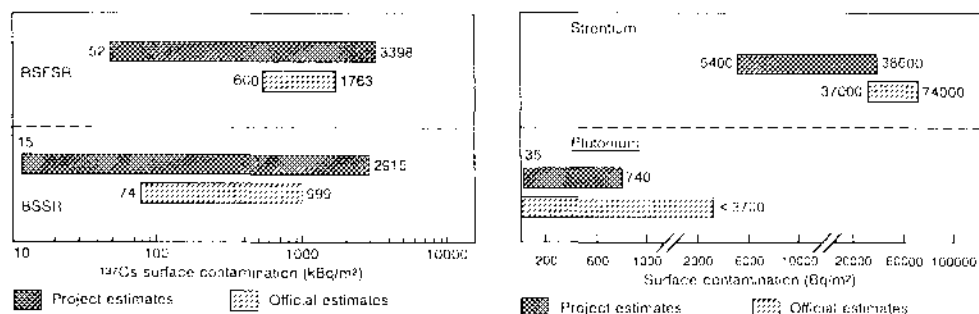 52 3398
RSFSR
600 1763
15
2915
74 999
BSSR
10 100 1000 10000
¹³⁷Cs surface contamination (kBq/m²)
Project estimates Official estimates
Strontium
5400 38600
37000 74000
Plutonium
35
740
< 3700
200 600 1000 2000 6000 10000 20000 60000 100000
Surface contamination (Bq/m²)
Project estimates Official estimates